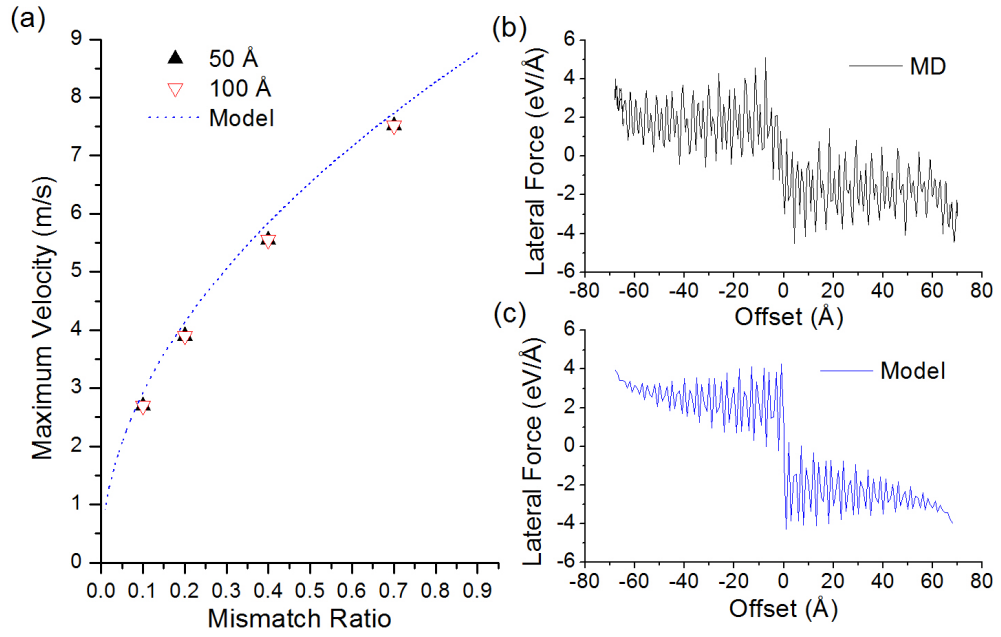 (a)
9
8
7
6
5
4
3
2
1
0
Maximum Velocity (m/s)
50 Å
100 Å
Model
0.0 0.1 0.2 0.3 0.4 0.5 0.6 0.7 0.8 0.9
Mismatch Ratio
(b)
6
4
2
0
-2
-4
-6
Lateral Force (eV/Å)
MD
-80 -60 -40 -20 0 20 40 60 80
Offset (Å)
(c)
6
4
2
0
-2
-4
-6
Lateral Force (eV/Å)
Model
-80 -60 -40 -20 0 20 40 60 80
Offset (Å)